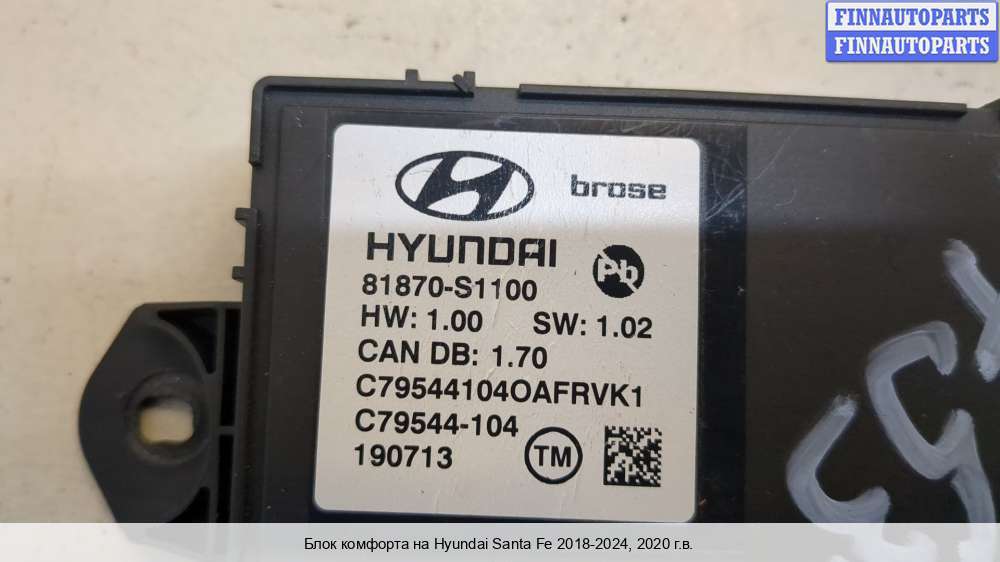 FINNAUTOPARTS
FINNAUTOPARTS
brose
HYUNDAI
Pb
81870-S1100
HW: 1.00 SW: 1.02
CAN DB: 1.70
C79544104OAFRVK1
C79544-104
190713
TM
Блок комфорта на Hyundai Santa Fe 2018-2024, 2020 г.в.